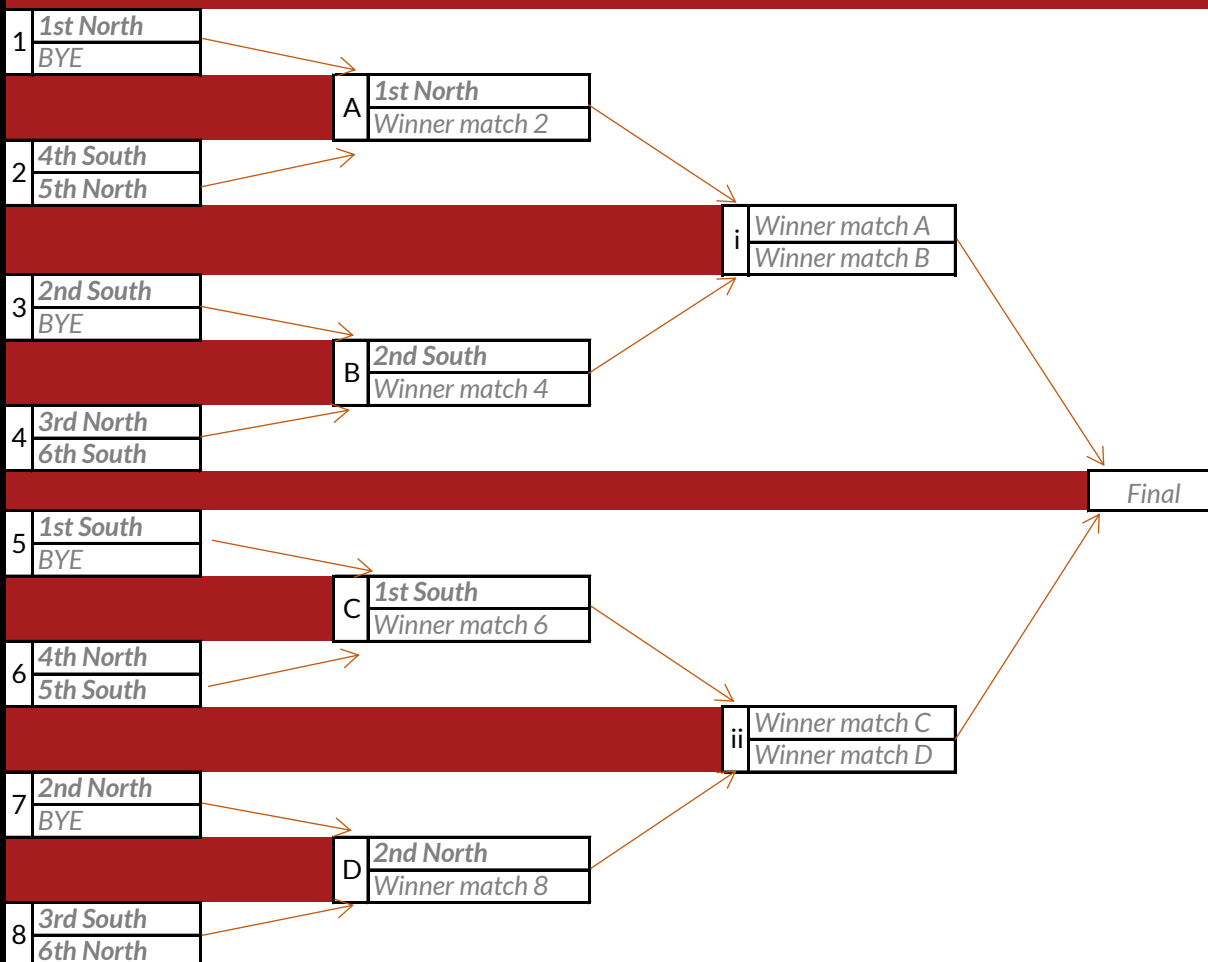 1
1st North
BYE
A
1st North
Winner match 2
2
4th South
5th North
i
Winner match A
Winner match B
3
2nd South
BYE
B
2nd South
Winner match 4
4
3rd North
6th South
Final
5
1st South
BYE
C
1st South
Winner match 6
6
4th North
5th South
ii
Winner match C
Winner match D
7
2nd North
BYE
D
2nd North
Winner match 8
8
3rd South
6th North